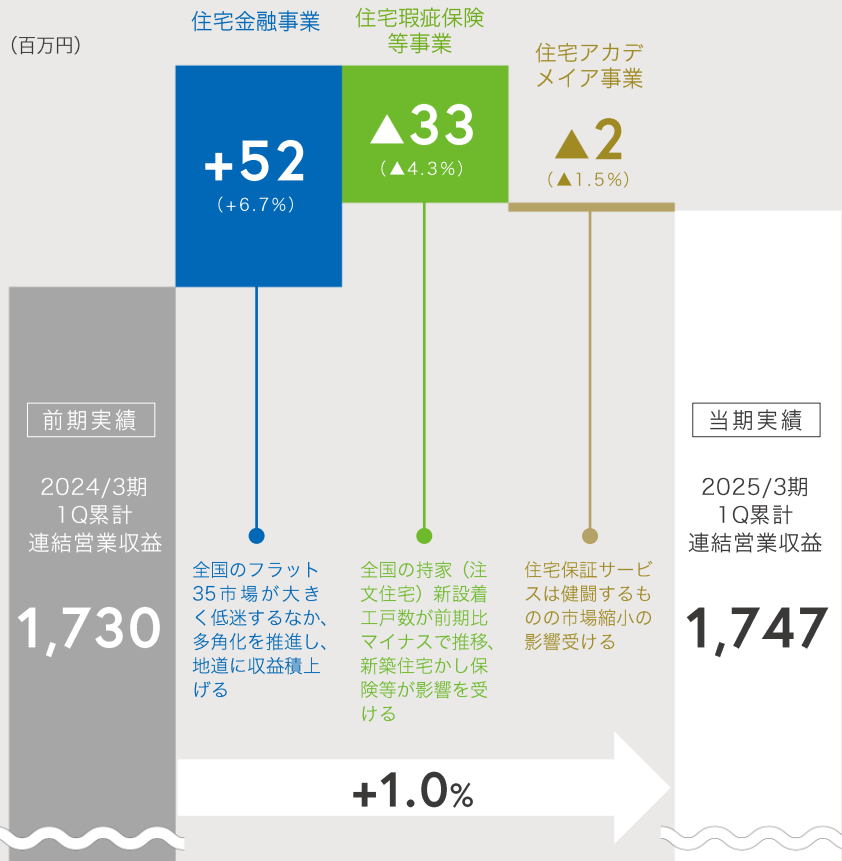 （百万円）
住宅金融事業
+52
（+6.7%）
住宅瑕疵保険
等事業
▲33
（▲4.3%）
住宅アカデ
メイア事業
▲2
（▲1.5%）
前期実績
2024/3期
1Q累計
連結営業収益
1,730
全国のフラット
35市場が大き
く低迷するなか、
多角化を推進し、
地道に収益積上
げる
全国の持家（注
文住宅）新設着
工戸数が前期比
マイナスで推移、
新築住宅かし保
険等が影響を受
ける
住宅保証サービ
スは健闘するも
のの市場縮小の
影響受ける
当期実績
2025/3期
1Q累計
連結営業収益
1,747
+1.0%